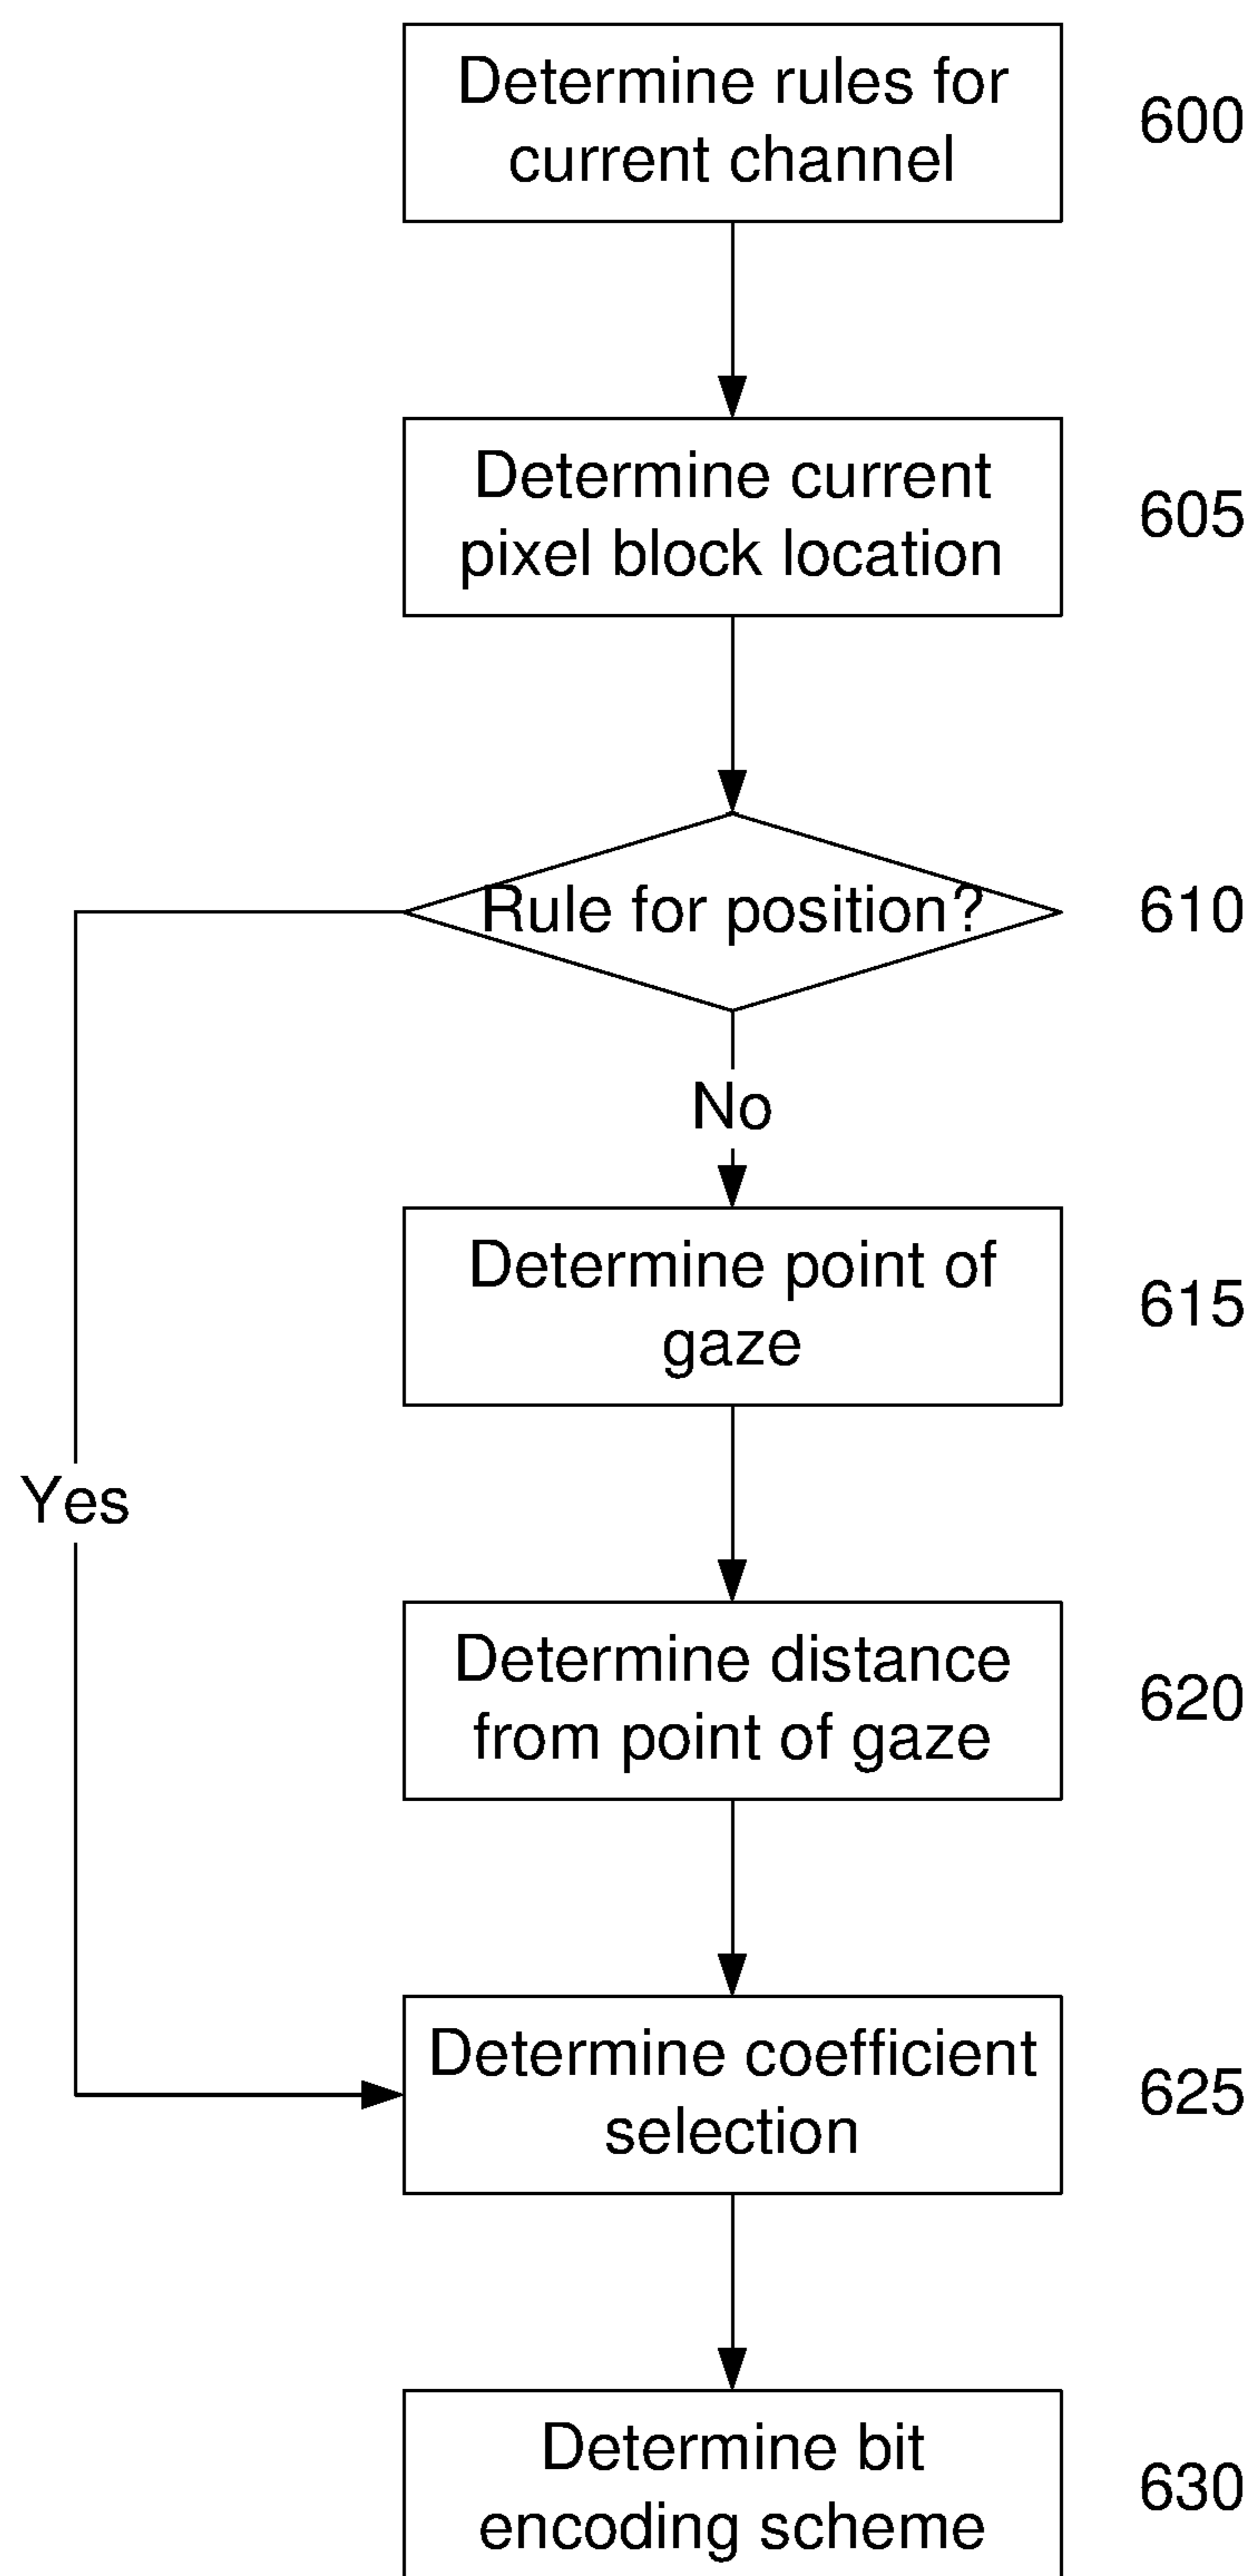 Determine rules for
current channel
600
Determine current
pixel block location
605
Rule for position?
610
No
Determine point of
gaze
615
Yes
Determine distance
from point of gaze
620
Determine coefficient
selection
625
Determine bit
encoding scheme
630